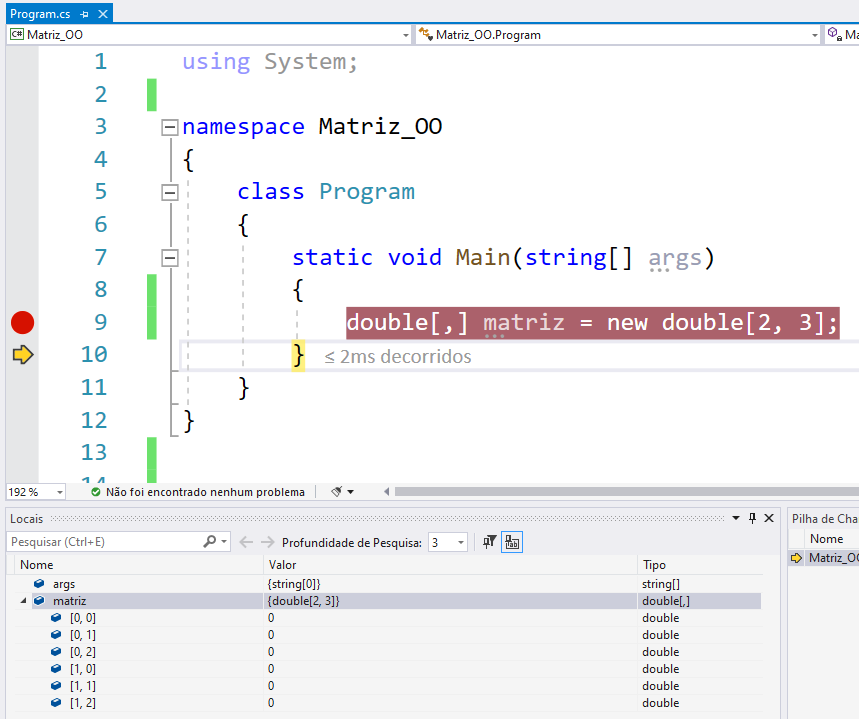 Program.cs
C# Matriz_OO Matriz_OO.Program Ma
1 using System;
2
3 namespace Matriz_OO
4 {
5 class Program
6 {
7 static void Main(string[] args)
8 {
9 double[,] matriz = new double[2, 3];
10 } ≤ 2ms decorridos
11 }
12 }
13
14
192 % Não foi encontrado nenhum problema
Locais
Pesquisar (Ctrl+E) Profundidade de Pesquisa: 3
Nome Valor Tipo
args {string[0]} string[]
matriz {double[2, 3]} double[,]
[0, 0] 0 double
[0, 1] 0 double
[0, 2] 0 double
[1, 0] 0 double
[1, 1] 0 double
[1, 2] 0 double
Pilha de Cha
Nome
Matriz_OO